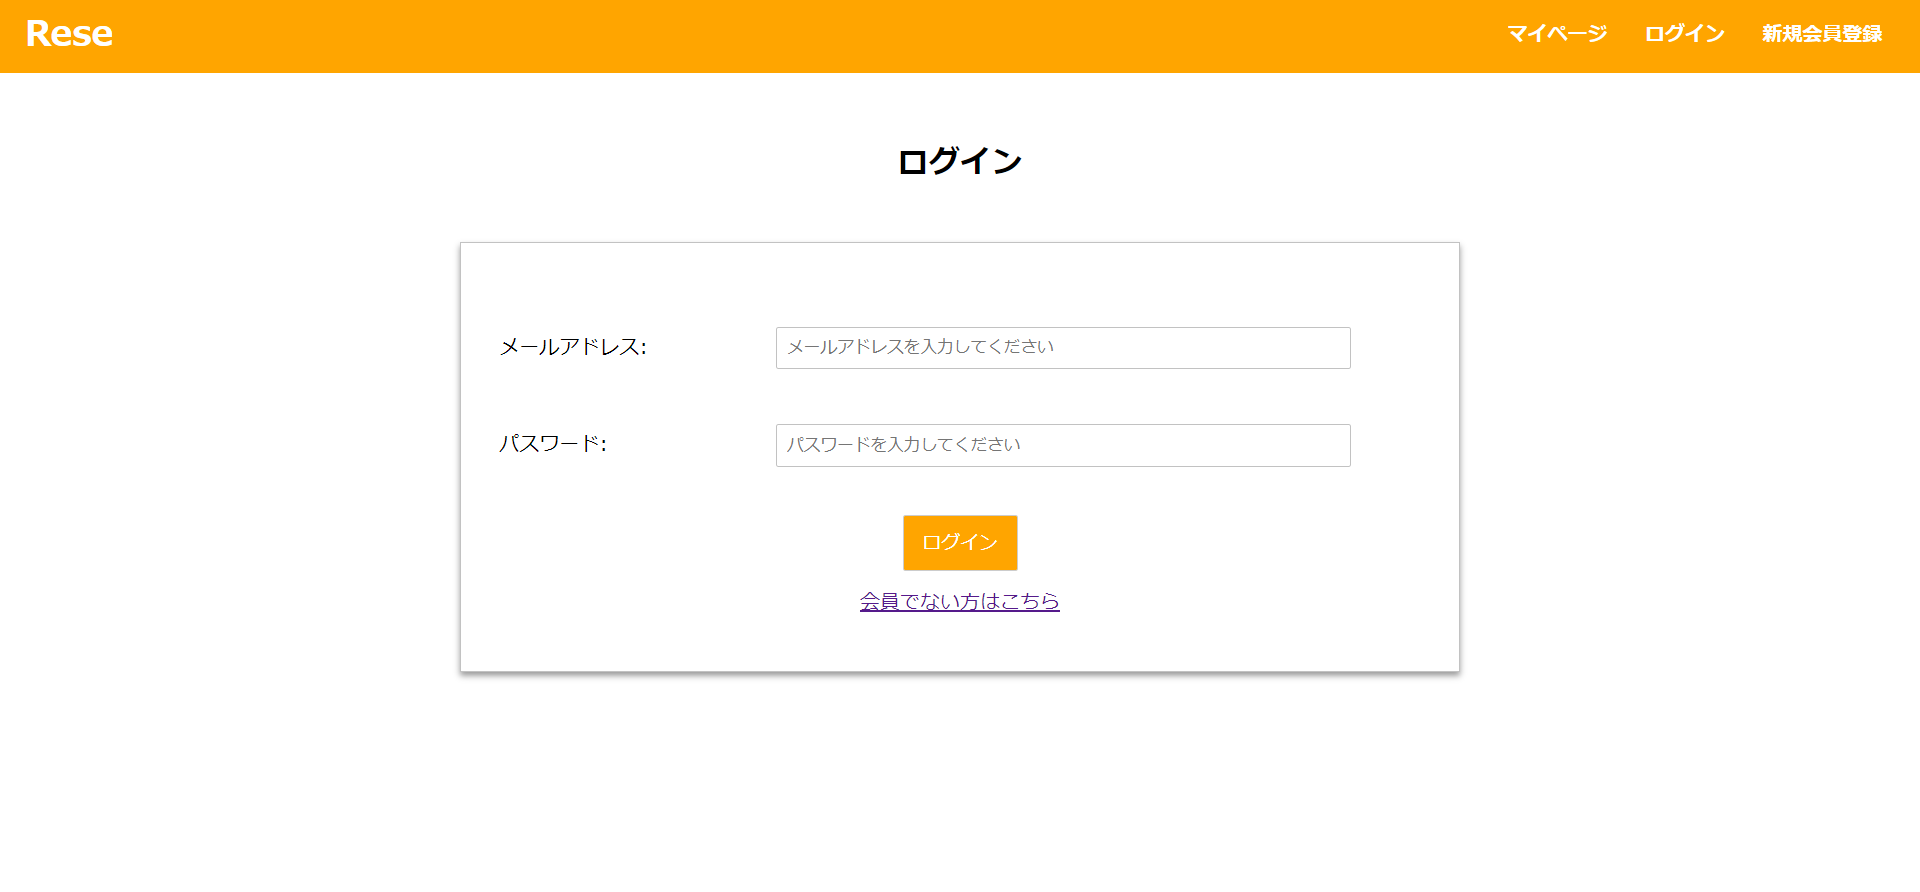 Rese
マイページ ログイン 新規会員登録
ログイン
メールアドレス: メールアドレスを入力してください
パスワード: パスワードを入力してください
ログイン
会員でない方はこちら